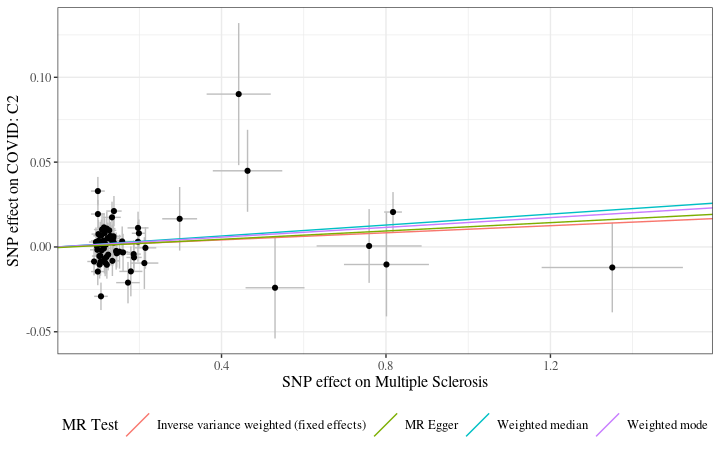 SNP effect on COVID: C2
0.10
0.05
0.00
-0.05
0.4
0.8
1.2
SNP effect on Multiple Sclerosis
MR Test
Inverse variance weighted (fixed effects)
MR Egger
Weighted median
Weighted mode